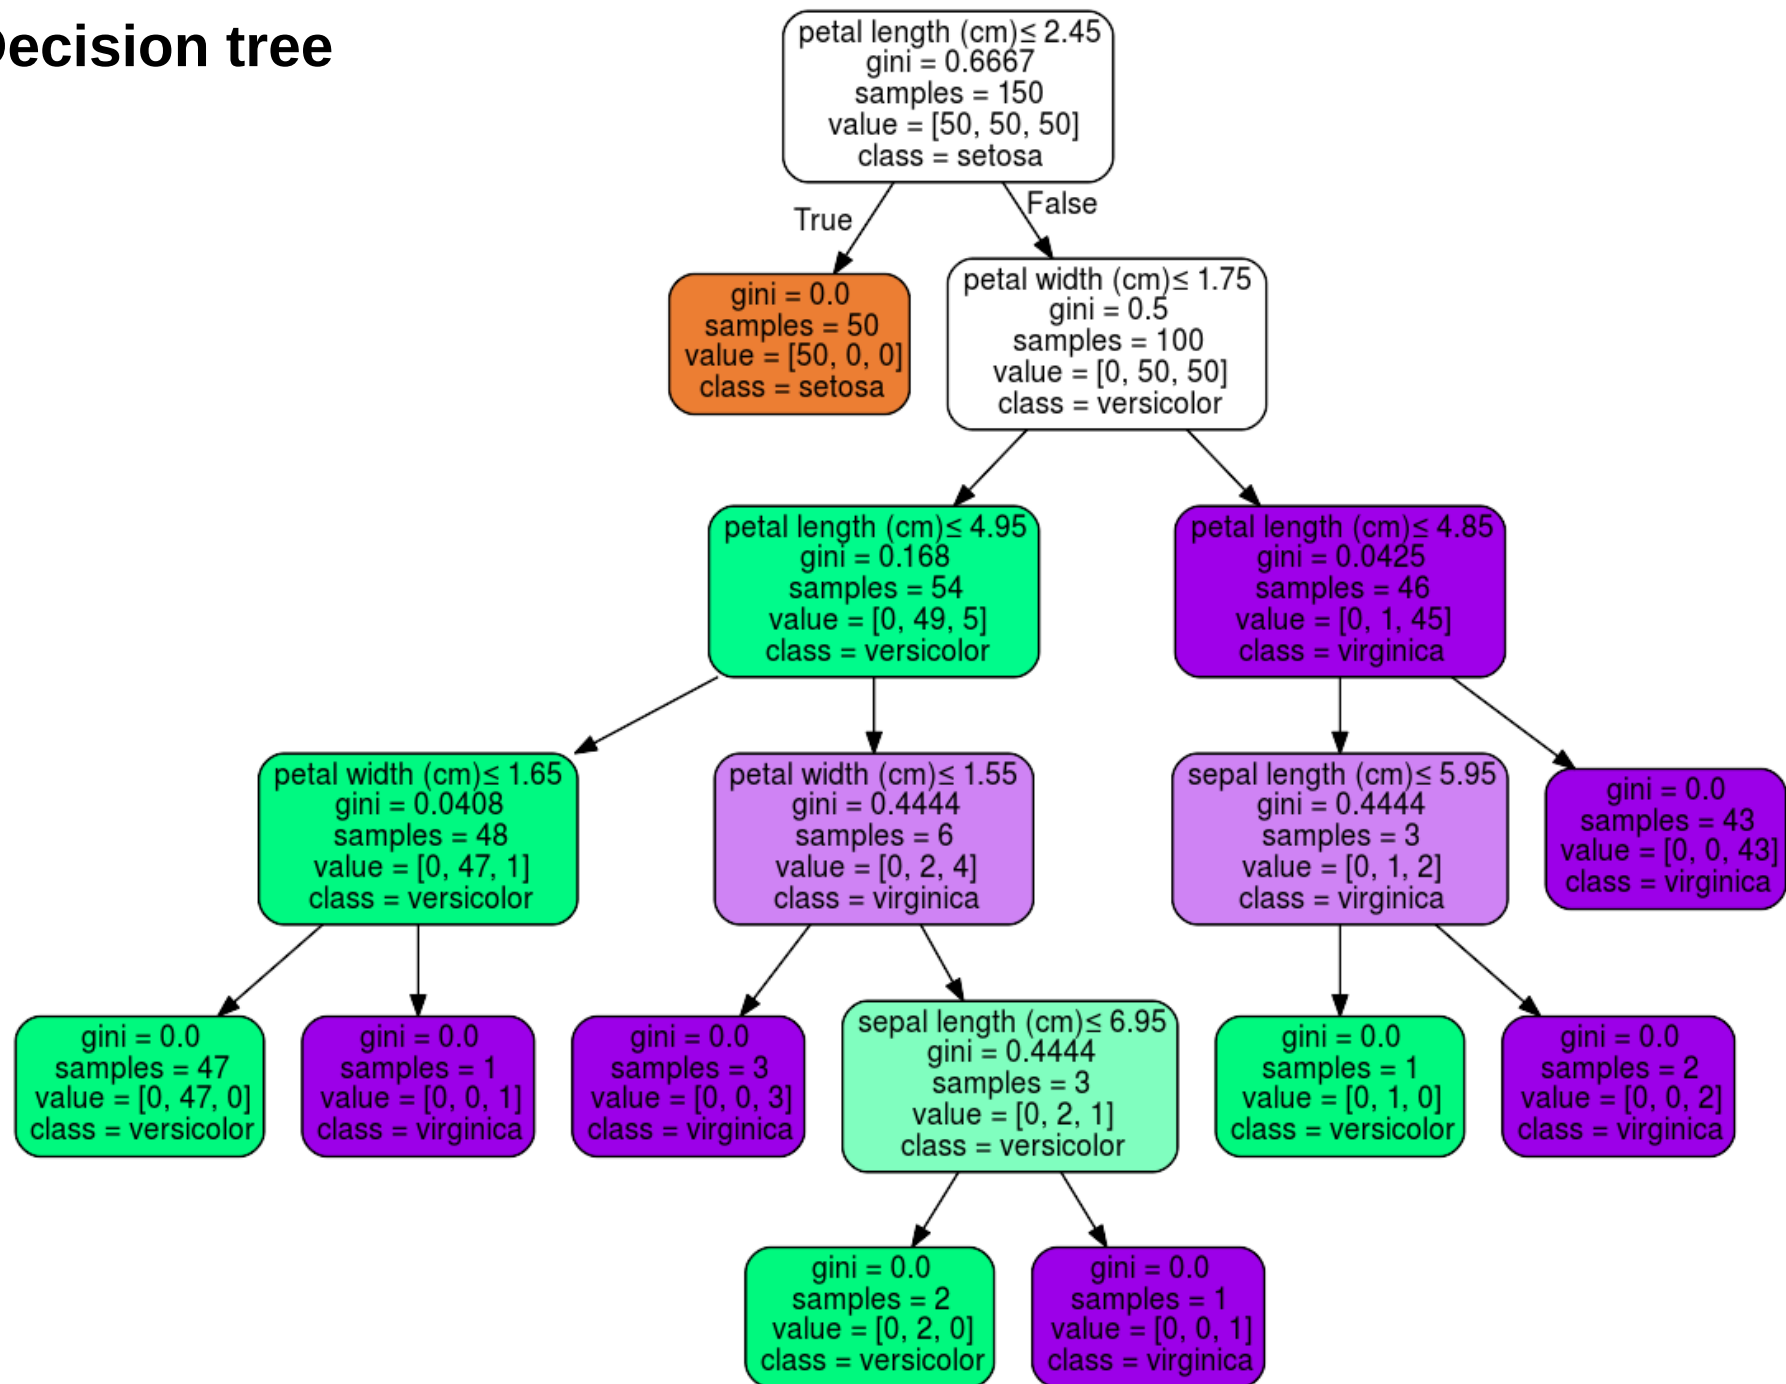 Decision tree
petal length (cm)≤ 2.45
gini = 0.6667
samples = 150
value = [50, 50, 50]
class = setosa
True
False
gini = 0.0
samples = 50
value = [50, 0, 0]
class = setosa
petal width (cm)≤ 1.75
gini = 0.5
samples = 100
value = [0, 50, 50]
class = versicolor
petal length (cm)≤ 4.95
gini = 0.168
samples = 54
value = [0, 49, 5]
class = versicolor
petal length (cm)≤ 4.85
gini = 0.0425
samples = 46
value = [0, 1, 45]
class = virginica
petal width (cm)≤ 1.65
gini = 0.0408
samples = 48
value = [0, 47, 1]
class = versicolor
petal width (cm)≤ 1.55
gini = 0.4444
samples = 6
value = [0, 2, 4]
class = virginica
sepal length (cm)≤ 5.95
gini = 0.4444
samples = 3
value = [0, 1, 2]
class = virginica
gini = 0.0
samples = 43
value = [0, 0, 43]
class = virginica
gini = 0.0
samples = 47
value = [0, 47, 0]
class = versicolor
gini = 0.0
samples = 1
value = [0, 0, 1]
class = virginica
gini = 0.0
samples = 3
value = [0, 0, 3]
class = virginica
sepal length (cm)≤ 6.95
gini = 0.4444
samples = 3
value = [0, 2, 1]
class = versicolor
gini = 0.0
samples = 1
value = [0, 1, 0]
class = versicolor
gini = 0.0
samples = 2
value = [0, 0, 2]
class = virginica
gini = 0.0
samples = 2
value = [0, 2, 0]
class = versicolor
gini = 0.0
samples = 1
value = [0, 0, 1]
class = virginica